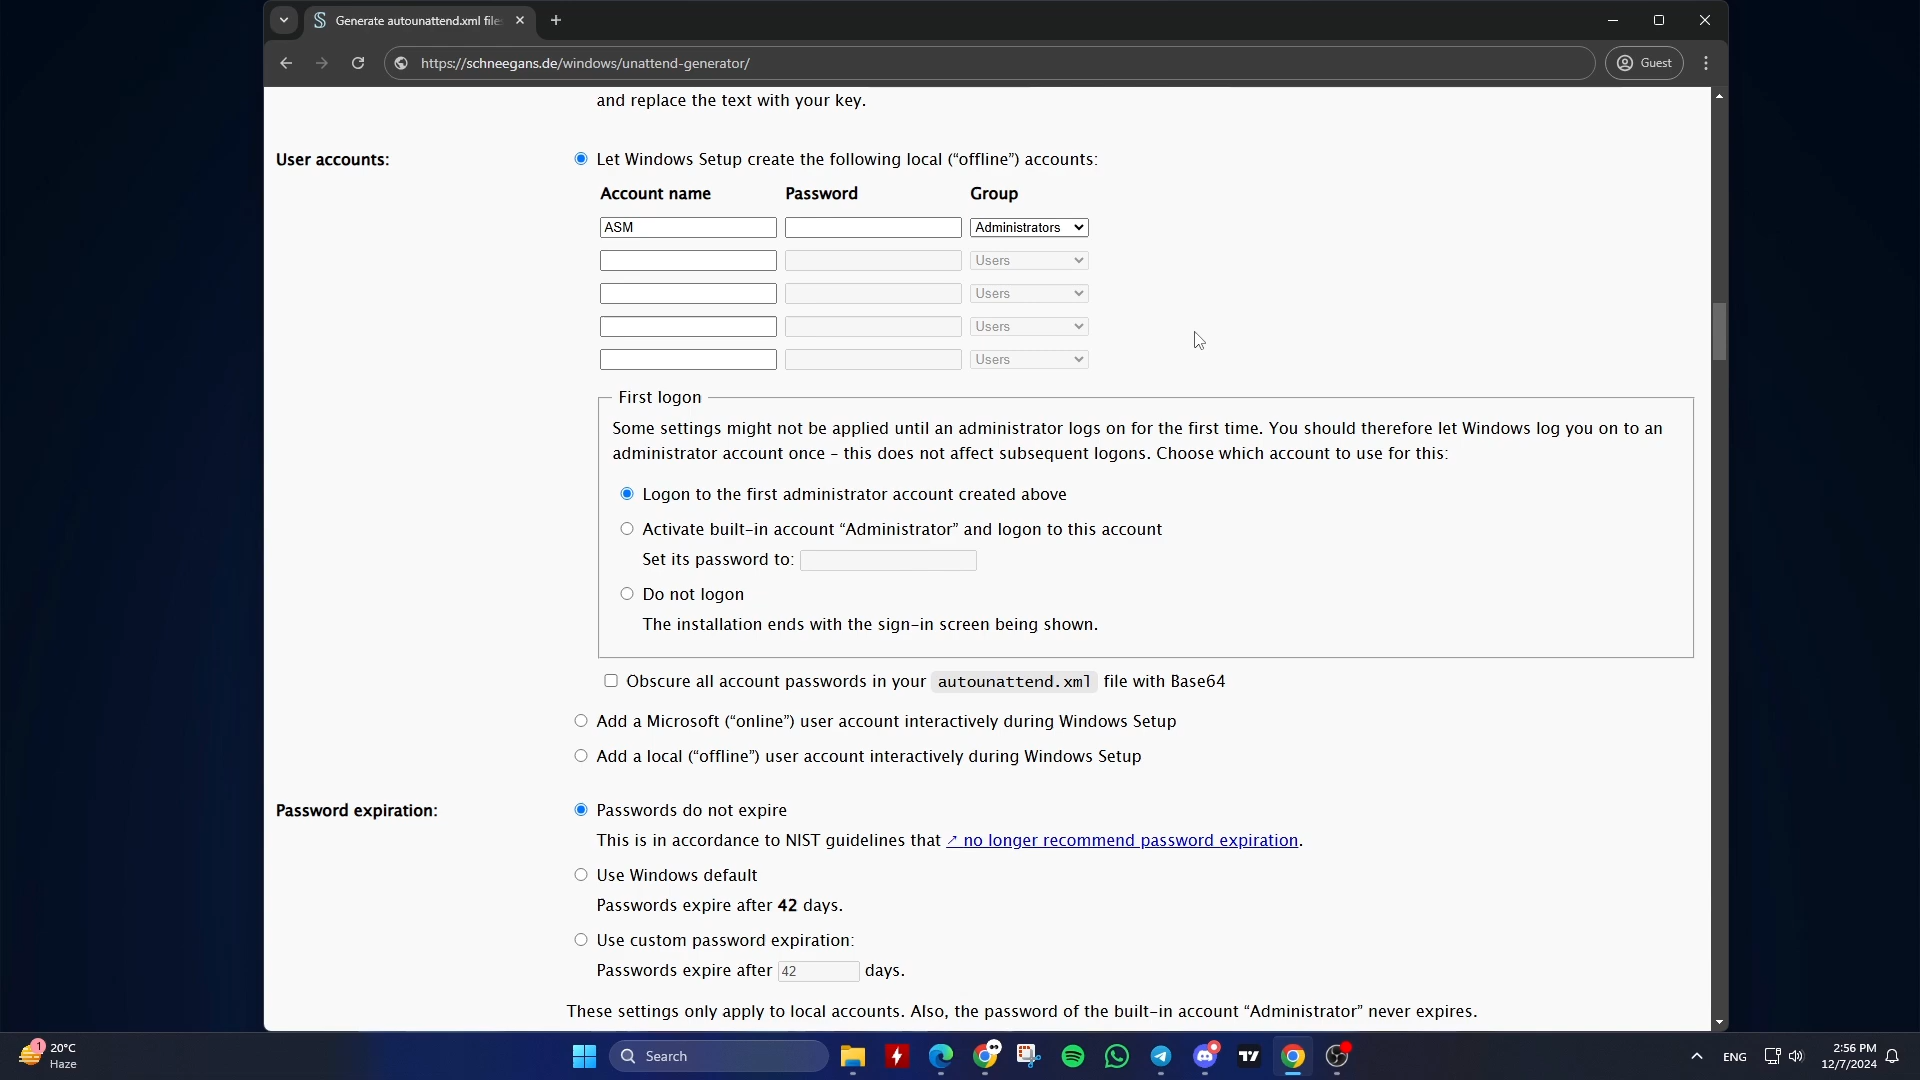 Generate autounattend.xml file
https://schneegans.de/windows/unattend-generator/
Guest
and replace the text with your key.
User accounts:
Let Windows Setup create the following local (“offline”) accounts:
Account name Password Group
ASM Administrators
Users
Users
Users
Users
First logon
Some settings might not be applied until an administrator logs on for the first time. You should therefore let Windows log you on to an
administrator account once – this does not affect subsequent logons. Choose which account to use for this:
Logon to the first administrator account created above
Activate built-in account “Administrator” and logon to this account
Set its password to:
Do not logon
The installation ends with the sign-in screen being shown.
Obscure all account passwords in your autounattend.xml file with Base64
Add a Microsoft (“online”) user account interactively during Windows Setup
Add a local (“offline”) user account interactively during Windows Setup
Password expiration:
Passwords do not expire
This is in accordance to NIST guidelines that ↗ no longer recommend password expiration.
Use Windows default
Passwords expire after 42 days.
Use custom password expiration:
Passwords expire after 42 days.
These settings only apply to local accounts. Also, the password of the built-in account “Administrator” never expires.
1
20°C
Haze
Search
ENG
2:56 PM
12/7/2024